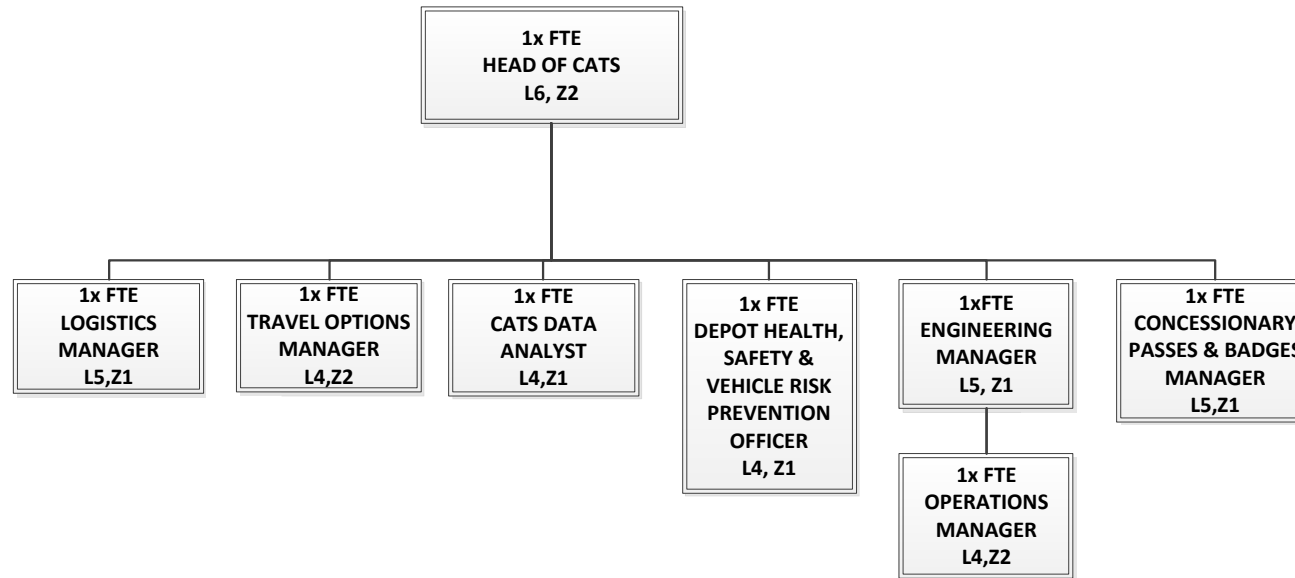 1x FTE
HEAD OF CATS
L6, Z2
1x FTE
LOGISTICS
MANAGER
L5,Z1
1x FTE
TRAVEL OPTIONS
MANAGER
L4,Z2
1x FTE
CATS DATA
ANALYST
L4,Z1
1x FTE
DEPOT HEALTH,
SAFETY &
VEHICLE RISK
PREVENTION
OFFICER
L4, Z1
1xFTE
ENGINEERING
MANAGER
L5, Z1
1x FTE
CONCESSIONARY
PASSES & BADGES
MANAGER
L5,Z1
1x FTE
OPERATIONS
MANAGER
L4,Z2